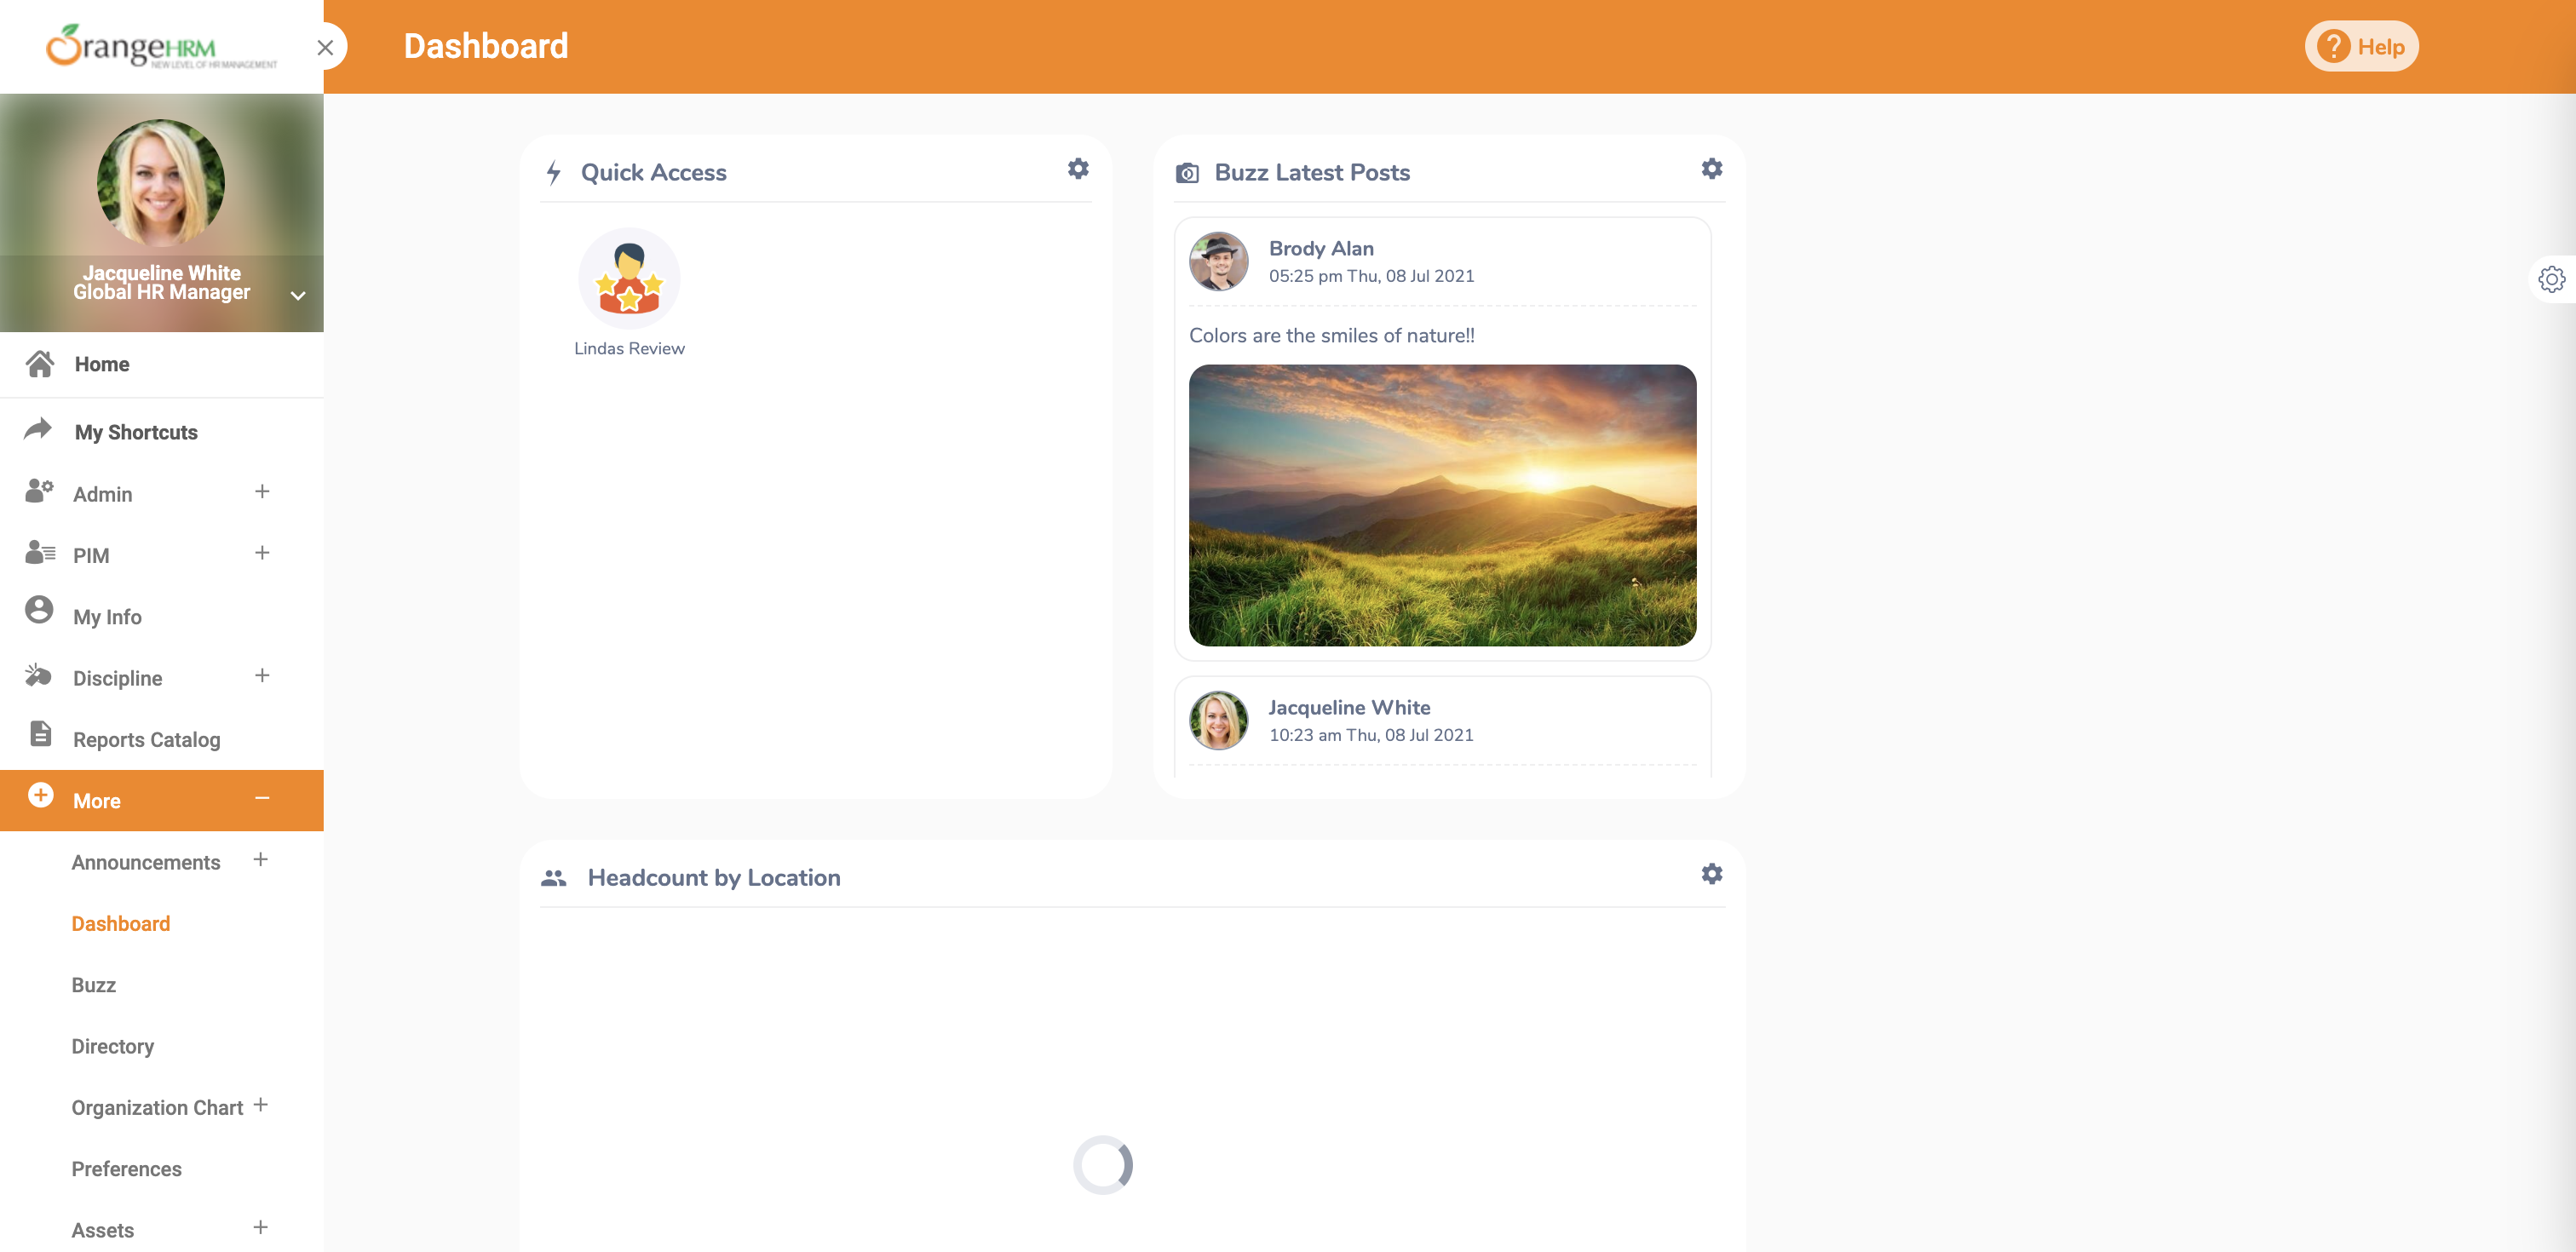 OrangeHRM
NEW LEVEL OF HR MANAGEMENT
Dashboard
Help
Jacqueline White
Global HR Manager
Home
My Shortcuts
Admin
PIM
My Info
Discipline
Reports Catalog
More
Announcements
Dashboard
Buzz
Directory
Organization Chart
Preferences
Assets
Quick Access
Lindas Review
Buzz Latest Posts
Brody Alan
05:25 pm Thu, 08 Jul 2021
Colors are the smiles of nature!!
Jacqueline White
10:23 am Thu, 08 Jul 2021
Headcount by Location